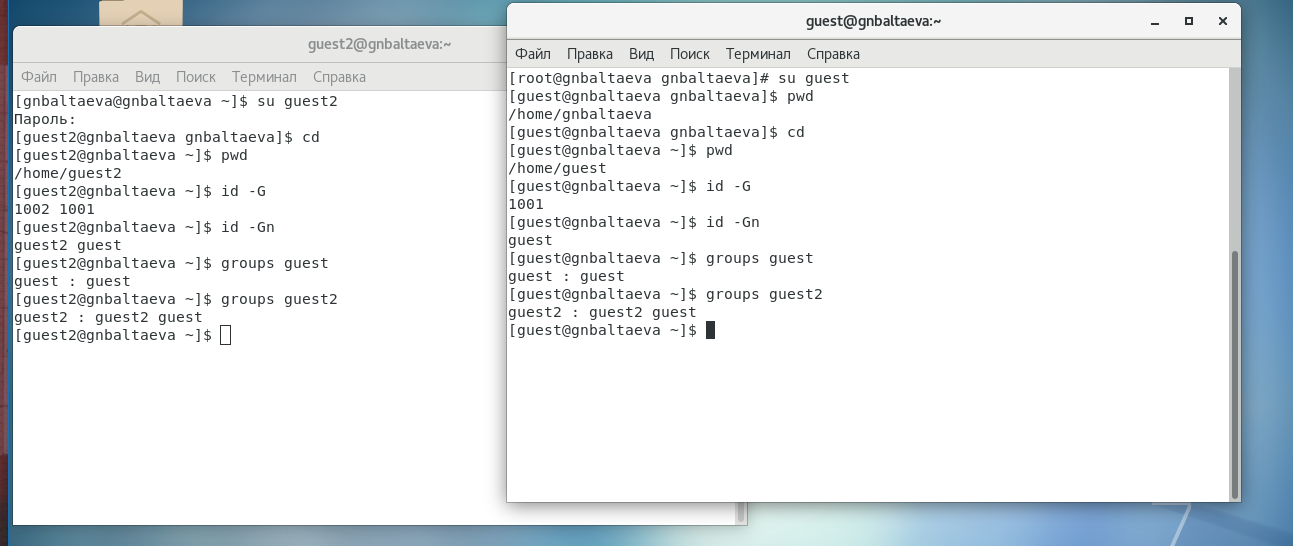 guest2@gnbaltaeva:~
Файл Правка Вид Поиск Терминал Справка
[gnbaltaeva@gnbaltaeva ~]$ su guest2
Пароль:
[guest2@gnbaltaeva gnbaltaeva]$ cd
[guest2@gnbaltaeva ~]$ pwd
/home/guest2
[guest2@gnbaltaeva ~]$ id -G
1002 1001
[guest2@gnbaltaeva ~]$ id -Gn
guest2 guest
[guest2@gnbaltaeva ~]$ groups guest
guest : guest
[guest2@gnbaltaeva ~]$ groups guest2
guest2 : guest2 guest
[guest2@gnbaltaeva ~]$
guest@gnbaltaeva:~
Файл Правка Вид Поиск Терминал Справка
[root@gnbaltaeva gnbaltaeva]# su guest
[guest@gnbaltaeva gnbaltaeva]$ pwd
/home/gnbaltaeva
[guest@gnbaltaeva gnbaltaeva]$ cd
[guest@gnbaltaeva ~]$ pwd
/home/guest
[guest@gnbaltaeva ~]$ id -G
1001
[guest@gnbaltaeva ~]$ id -Gn
guest
[guest@gnbaltaeva ~]$ groups guest
guest : guest
[guest@gnbaltaeva ~]$ groups guest2
guest2 : guest2 guest
[guest@gnbaltaeva ~]$